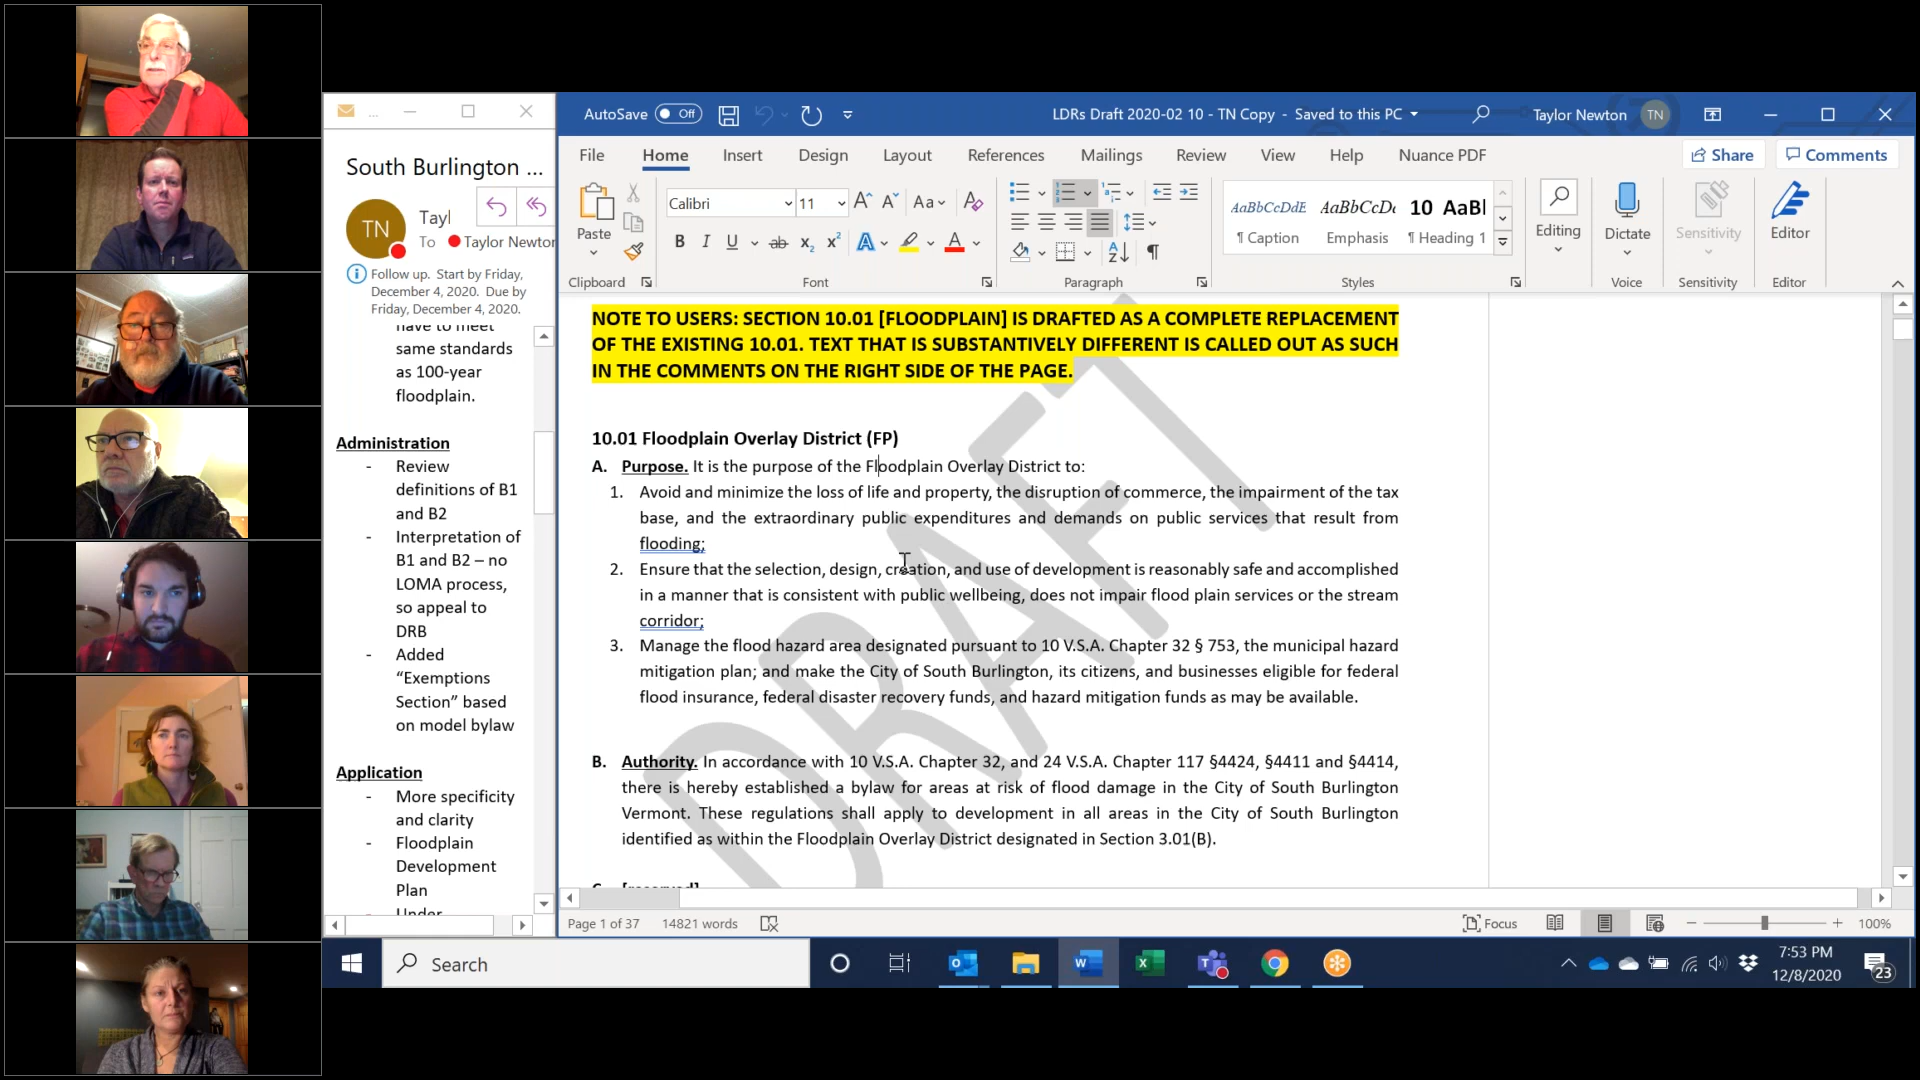 South Burlington ...
TN
Tayl
To Taylor Newton
Follow up. Start by Friday,
December 4, 2020. Due by
Friday, December 4, 2020.
have to meet
same standards
as 100-year
floodplain.
Administration
- Review
definitions of B1
and B2
- Interpretation of
B1 and B2 – no
LOMA process,
so appeal to
DRB
- Added
“Exemptions
Section” based
on model bylaw
Application
- More specificity
and clarity
- Floodplain
Development
Plan
- Under
AutoSave Off
LDRs Draft 2020-02 10 - TN Copy - Saved to this PC
Taylor Newton TN
File Home Insert Design Layout References Mailings Review View Help Nuance PDF
Share Comments
Calibri 11
Paste
AaBbCcDdE AaBbCcDc 10 AaBl
¶ Caption Emphasis ¶ Heading 1
Editing Dictate Sensitivity Editor
Clipboard Font Paragraph Styles Voice Sensitivity Editor
NOTE TO USERS: SECTION 10.01 [FLOODPLAIN] IS DRAFTED AS A COMPLETE REPLACEMENT
OF THE EXISTING 10.01. TEXT THAT IS SUBSTANTIVELY DIFFERENT IS CALLED OUT AS SUCH
IN THE COMMENTS ON THE RIGHT SIDE OF THE PAGE.
DRAFT
10.01 Floodplain Overlay District (FP)
A. Purpose. It is the purpose of the Floodplain Overlay District to:
1. Avoid and minimize the loss of life and property, the disruption of commerce, the impairment of the tax
base, and the extraordinary public expenditures and demands on public services that result from
flooding;
2. Ensure that the selection, design, creation, and use of development is reasonably safe and accomplished
in a manner that is consistent with public wellbeing, does not impair flood plain services or the stream
corridor;
3. Manage the flood hazard area designated pursuant to 10 V.S.A. Chapter 32 § 753, the municipal hazard
mitigation plan; and make the City of South Burlington, its citizens, and businesses eligible for federal
flood insurance, federal disaster recovery funds, and hazard mitigation funds as may be available.
B. Authority. In accordance with 10 V.S.A. Chapter 32, and 24 V.S.A. Chapter 117 §4424, §4411 and §4414,
there is hereby established a bylaw for areas at risk of flood damage in the City of South Burlington
Vermont. These regulations shall apply to development in all areas in the City of South Burlington
identified as within the Floodplain Overlay District designated in Section 3.01(B).
C. [reserved]
Page 1 of 37 14821 words
Focus 100%
Search
7:53 PM
12/8/2020
23